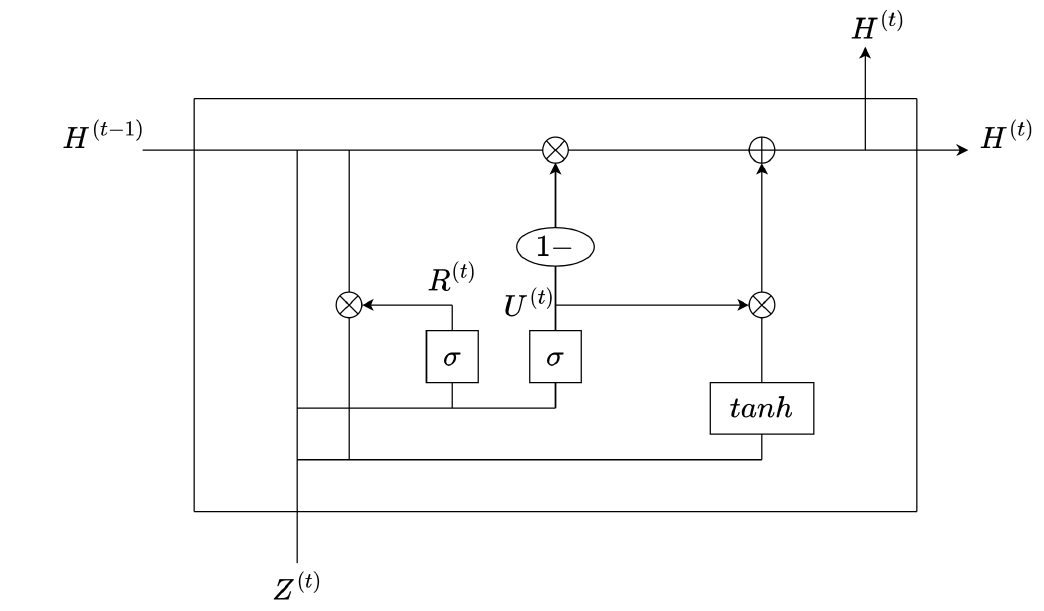 H^(t)
H^(t−1)
H^(t)
1−
R^(t)
U^(t)
σ
σ
tanh
Z^(t)